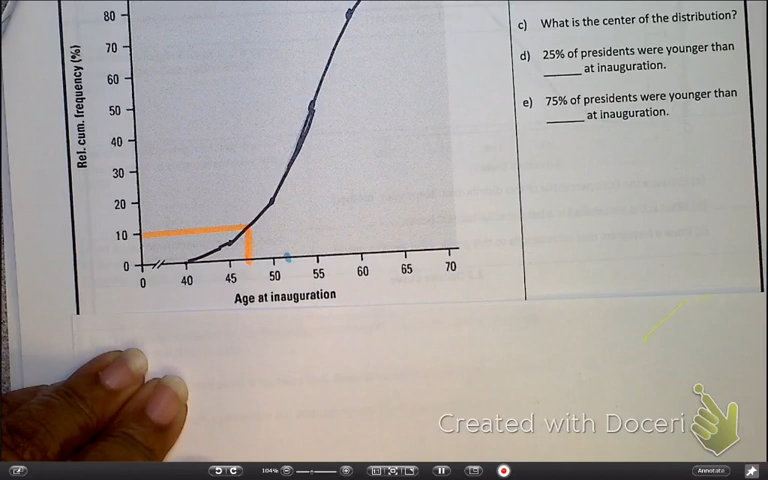 80
70
60
50
40
30
20
10
0
Rel. cum. frequency (%)
0 40 45 50 55 60 65 70
Age at inauguration
c) What is the center of the distribution?
d) 25% of presidents were younger than
______ at inauguration.
e) 75% of presidents were younger than
______ at inauguration.
Created with Doceri
104%
Annotate